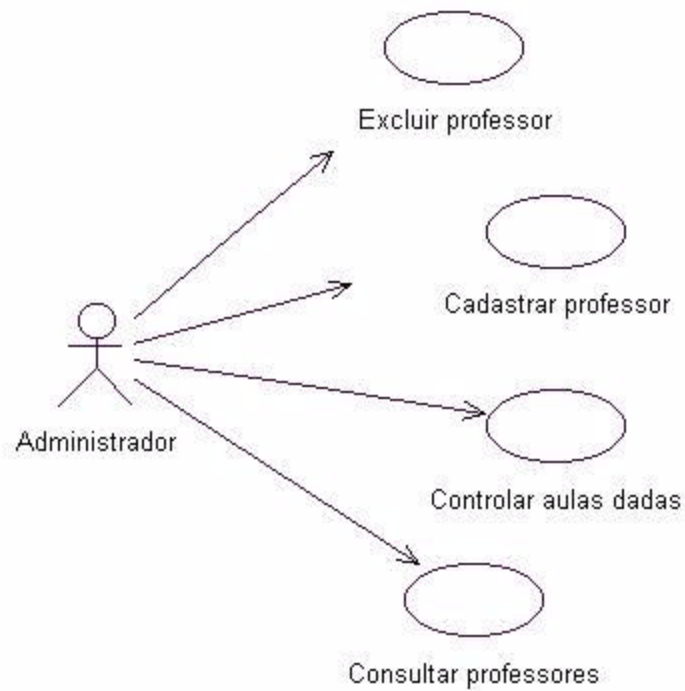 Excluir professor
Cadastrar professor
Administrador
Controlar aulas dadas
Consultar professores